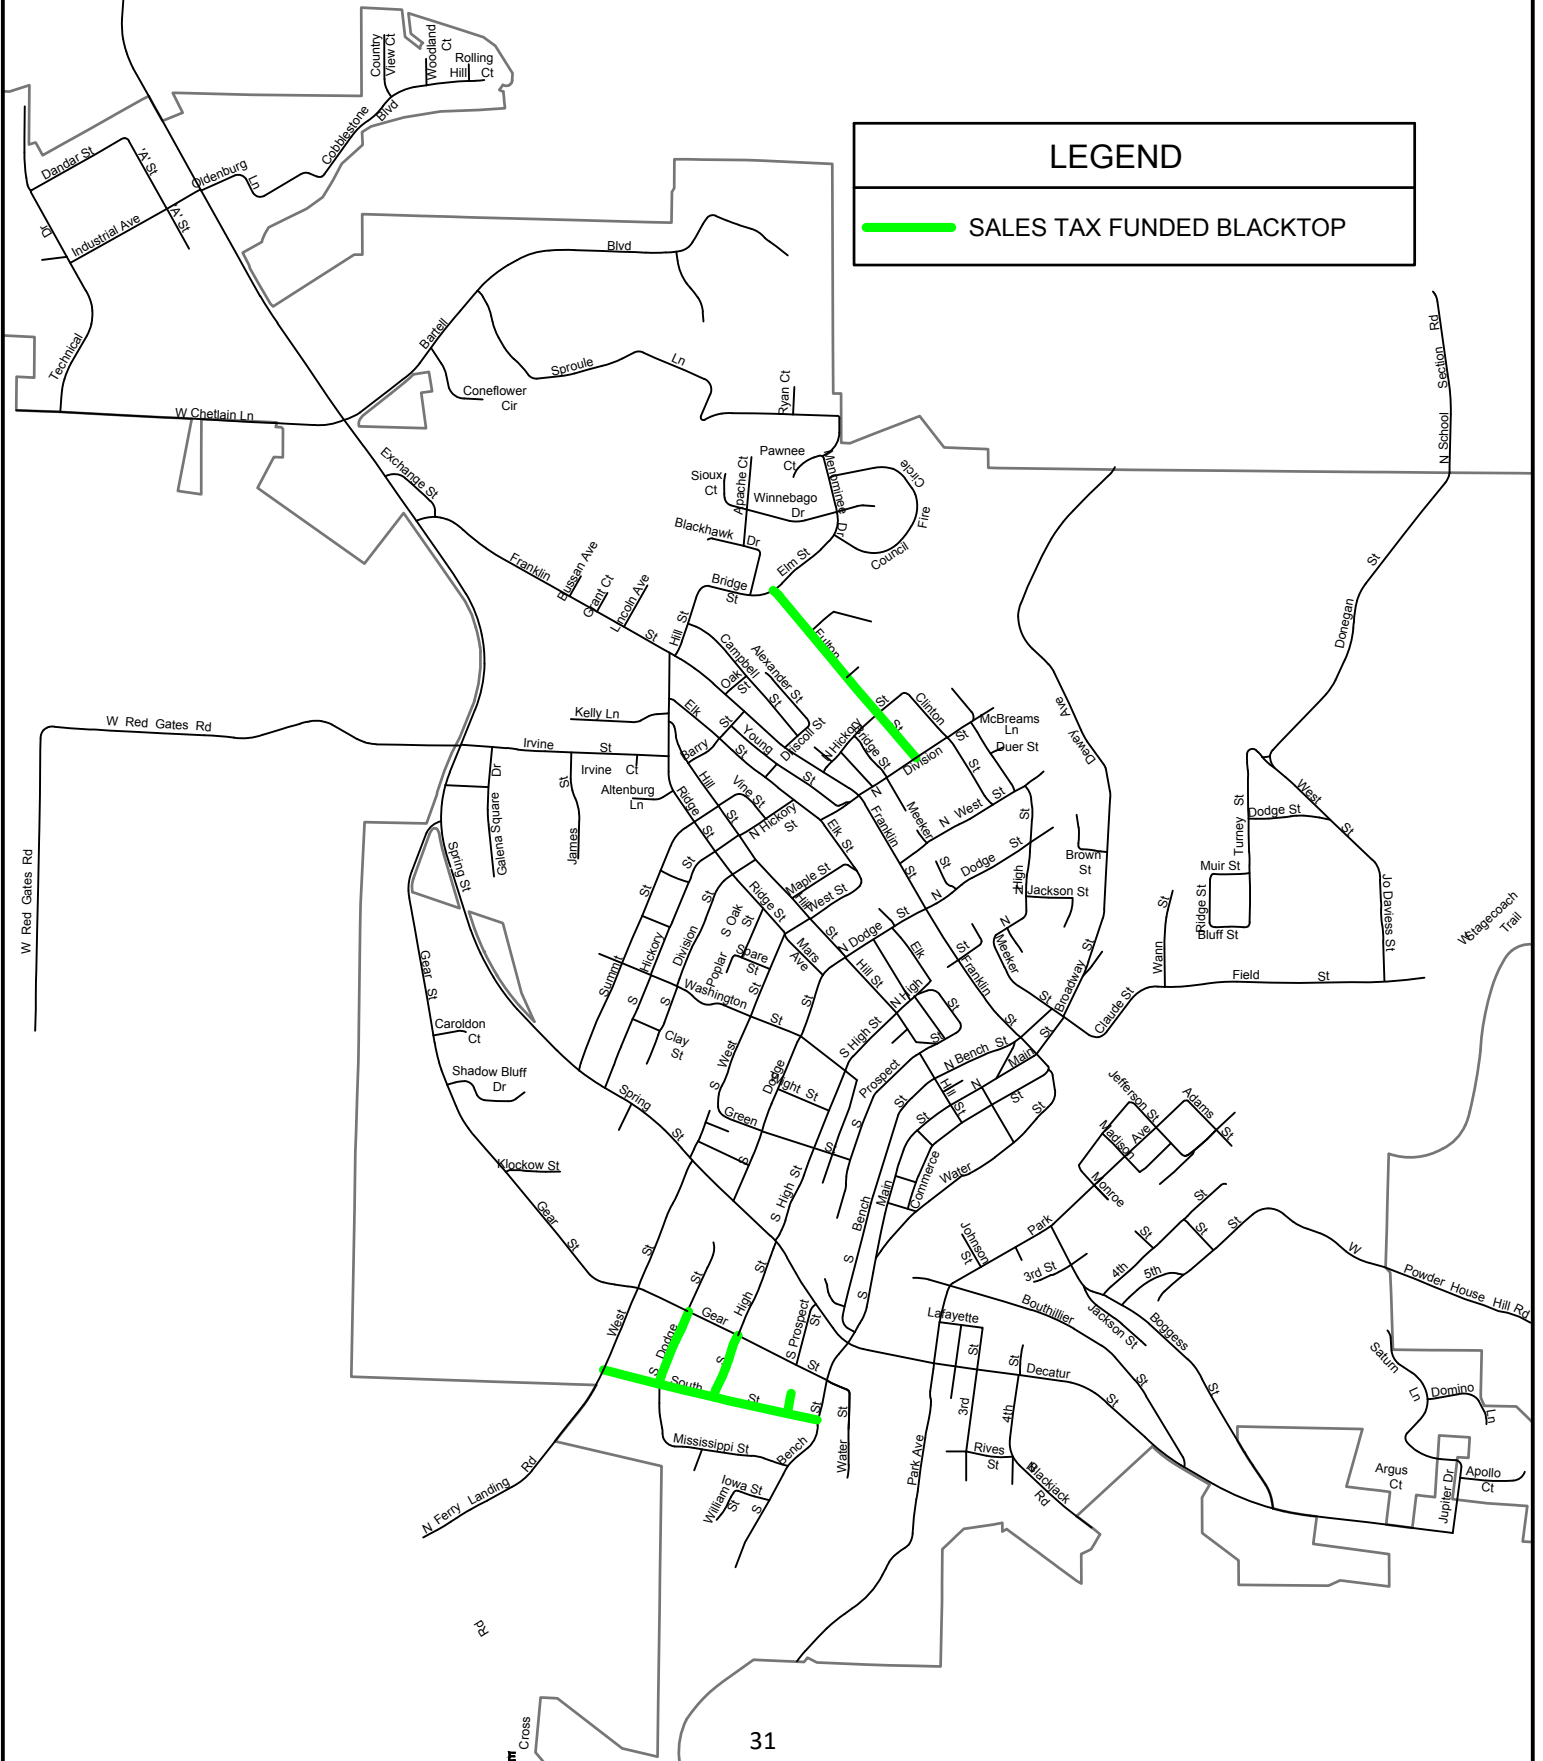 Country
View Ct
Woodland
Ct
Rolling
Hill Ct
Cobblestone
Blvd
LEGEND
SALES TAX FUNDED BLACKTOP
Dandar St
'A' St
Oldenburg
Ln
'A' St
Industrial Ave
Dr
Technical
Blvd
Bartell
Sproule
Ln
Coneflower
Cir
Ryan Ct
W Chetlain Ln
N School Section Rd
Exchange St
Pawnee
Ct
Sioux
Ct
Apache Ct
Menominee
Dr
Winnebago
Dr
Circle
Fire
Council
Blackhawk Dr
Elm St
Franklin
Bussan Ave
Grant Ct
Lincoln Ave
St
Bridge
St
Hill St
Fulton
Campbell
St
Alexander St
Oak
St
Donegan
St
Kelly Ln
Elk
St
Young
St
Driscoll St
N Hickory
St
Bridge St
St
Clinton
St
McBreams
Ln
Duer St
Dewey
Ave
W Red Gates Rd
Irvine St
Irvine Ct
Barry
Altenburg
Ln
Hill
St
Vine St
Division
N
St
Galena Square
Dr
James
St
Ridge
St
N Hickory
St
Elk St
Franklin
St
Meeker
N West St
N Dodge St
St
High
St
N Jackson St
Brown
St
West
St
Dodge St
Turney St
Muir St
Ridge St
Bluff St
Jo Daviess St
W Stagecoach
Trail
W Red Gates Rd
Spring St
Maple St
Hill
West St
Ridge St
S Oak
St
Spare
St
Poplar
Mars
Ave
St
N Dodge St
Elk
Hill St
N High
St
Franklin
St
St
N
Meeker
St
Broadway
St
Wann
St
Field St
Claude St
Summit
St
S Hickory
St
S Division
St
Washington
St
Clay
St
S West
St
S Dodge
St
S High St
Wight St
Green
S
Gear
St
Caroldon
Ct
Shadow Bluff
Dr
Spring
St
S Prospect
St
N Bench St
N Main
St
Hill
St
St
St
Jefferson St
Adams
St
Madison
Ave
Monroe
Klockow St
Gear
St
S High St
S Bench
St
S Main
St
Commerce
Water
St
Johnson
St
Park
3rd St
4th
St
St
5th
St
St
W Powder House Hill Rd
West
St
S Dodge
St
Gear
St
S High
St
S Prospect
St
South
St
Lafayette
St
Bouthillier
St
Jackson St
Boggess
St
Decatur
St
3rd
4th
St
Saturn
Ln
Domino
Ln
Mississippi St
S Bench
St
Water
St
Park Ave
Rives
St
Blackjack
Rd
Argus
Ct
Jupiter Dr
Apollo
Ct
N Ferry Landing Rd
Iowa St
William
St
Rd
Cross
31